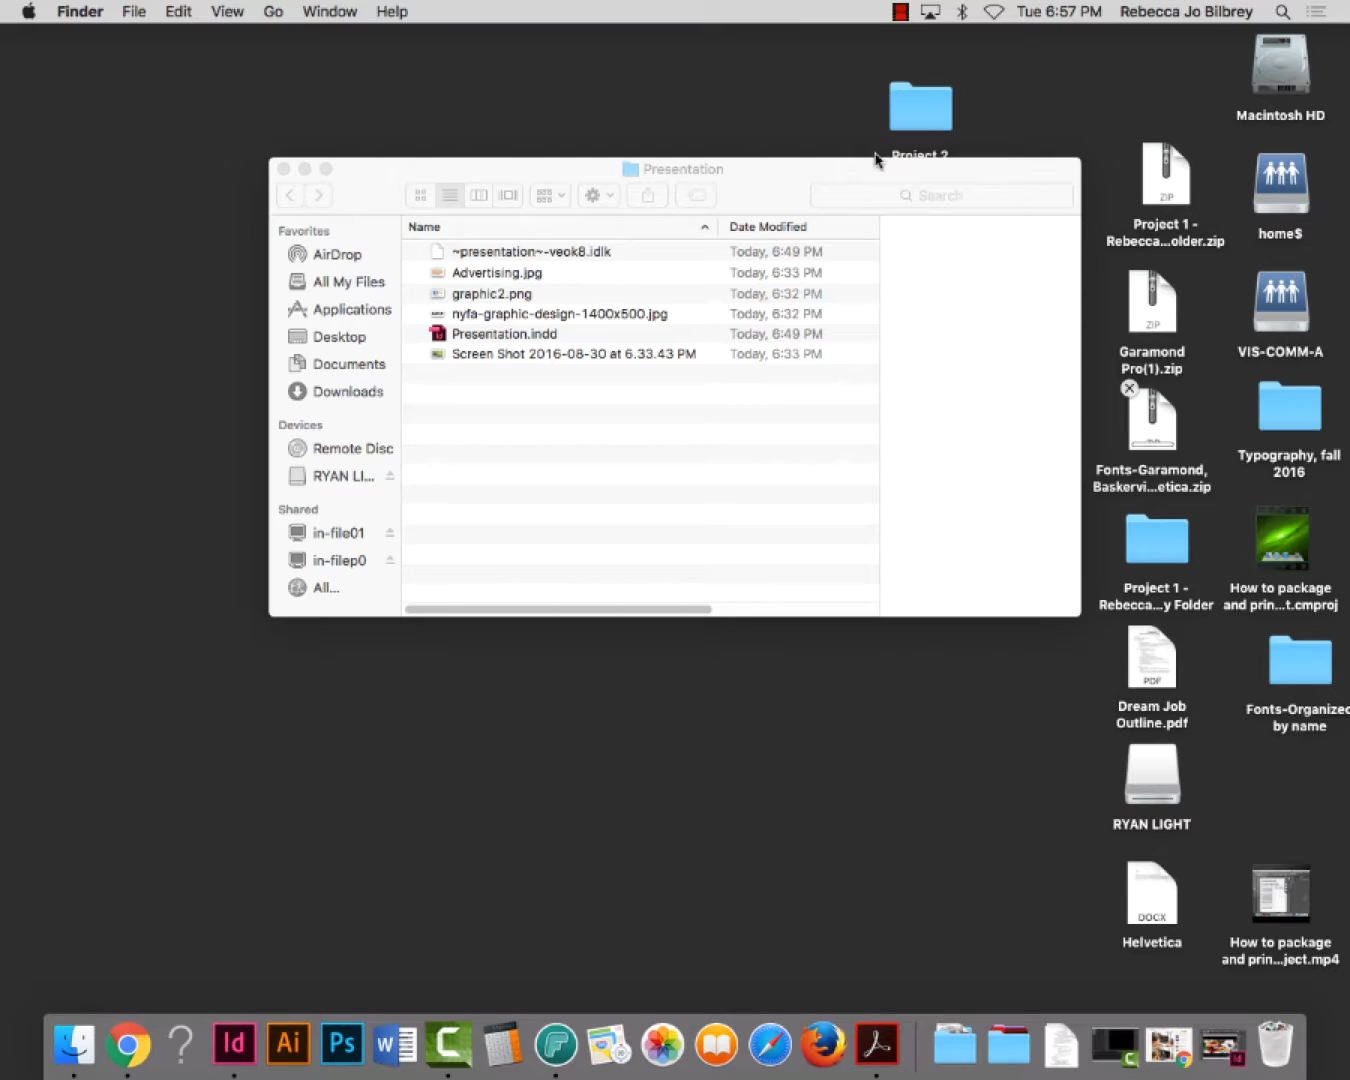 Finder File Edit View Go Window Help Tue 6:57 PM Rebecca Jo Bilbrey
Macintosh HD
Project 2
Presentation
Search
ZIP
Project 1 -
Rebecca...older.zip
home$
Favorites
AirDrop
All My Files
Applications
Desktop
Documents
Downloads
Devices
Remote Disc
RYAN LI...
Shared
in-file01
in-filep0
All...
Name Date Modified
~presentation~-veok8.idlk Today, 6:49 PM
Advertising.jpg Today, 6:33 PM
graphic2.png Today, 6:32 PM
nyfa-graphic-design-1400x500.jpg Today, 6:32 PM
Presentation.indd Today, 6:49 PM
Screen Shot 2016-08-30 at 6.33.43 PM Today, 6:33 PM
ZIP
Garamond
Pro(1).zip
VIS-COMM-A
Fonts-Garamond,
Baskervi...etica.zip
Typography, fall
2016
Project 1 -
Rebecca...y Folder
How to package
and prin...t.cmproj
PDF
Dream Job
Outline.pdf
Fonts-Organized
by name
RYAN LIGHT
DOCX
Helvetica
How to package
and prin...ject.mp4
? Id Ai Ps W C